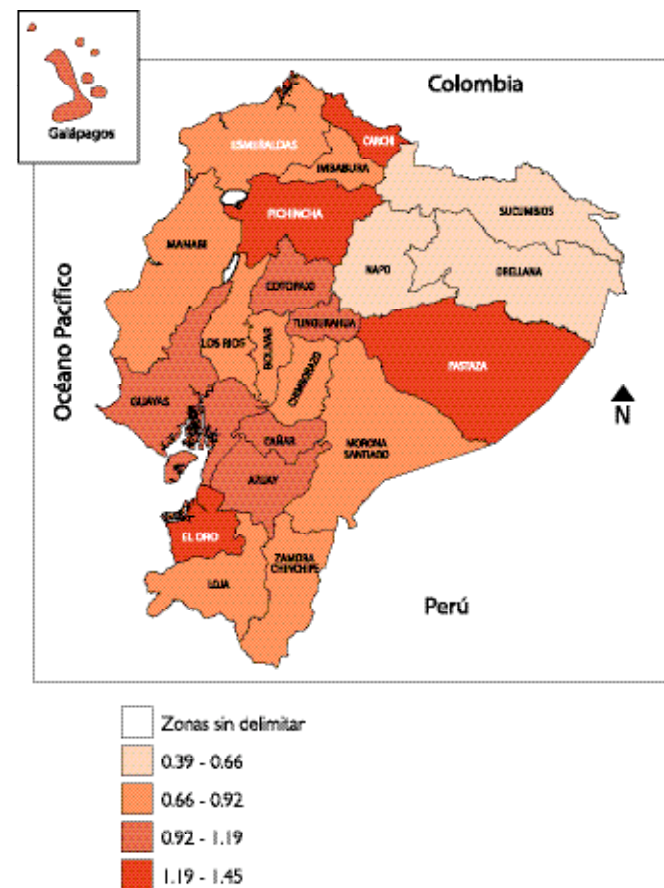 Galápagos
Colombia
Océano Pacífico
ESMERALDAS
CARCHI
IMBABURA
SUCUMBIOS
PICHINCHA
MANABI
NAPO
ORELLANA
COTOPAXI
TUNGURAHUA
LOS RIOS
BOLIVAR
CHIMBORAZO
PASTAZA
GUAYAS
N
CAÑAR
MORONA
SANTIAGO
AZUAY
EL ORO
ZAMORA
CHINCHIPE
LOJA
Perú
Zonas sin delimitar
0.39 - 0.66
0.66 - 0.92
0.92 - 1.19
1.19 - 1.45